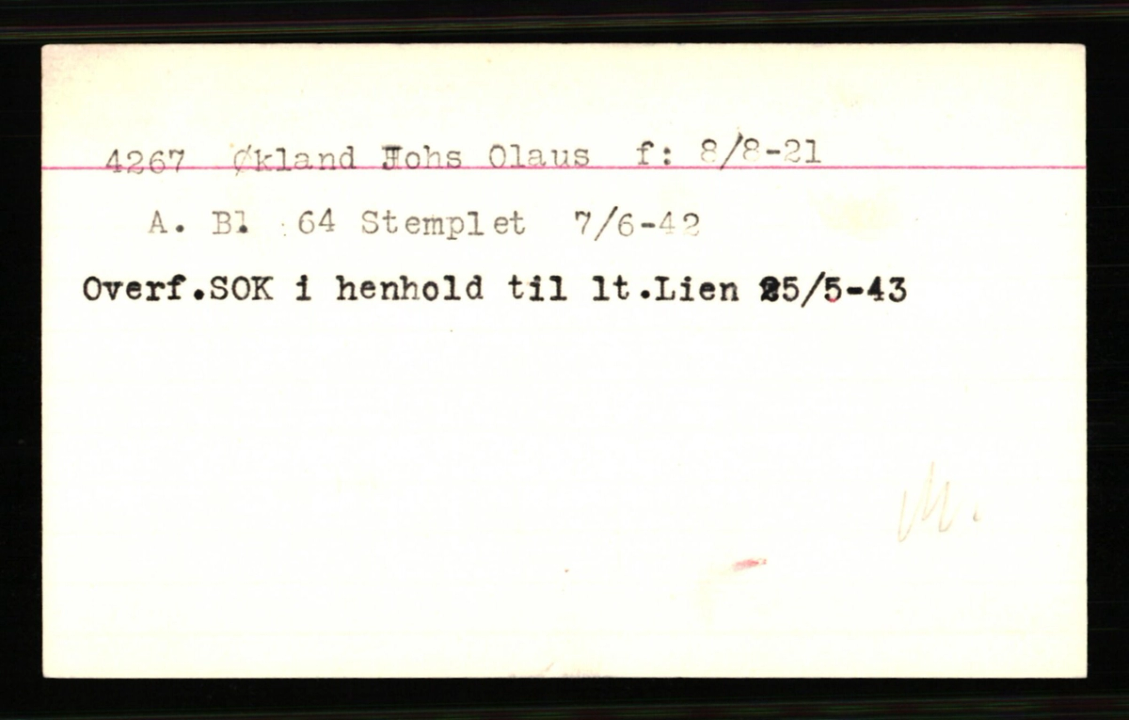 4267 Økland Johs Olaus f: 8/8-21
A. Bl 64 Stemplet 7/6-42
Overf.SOK i henhold til lt.Lien 25/5-43
M.